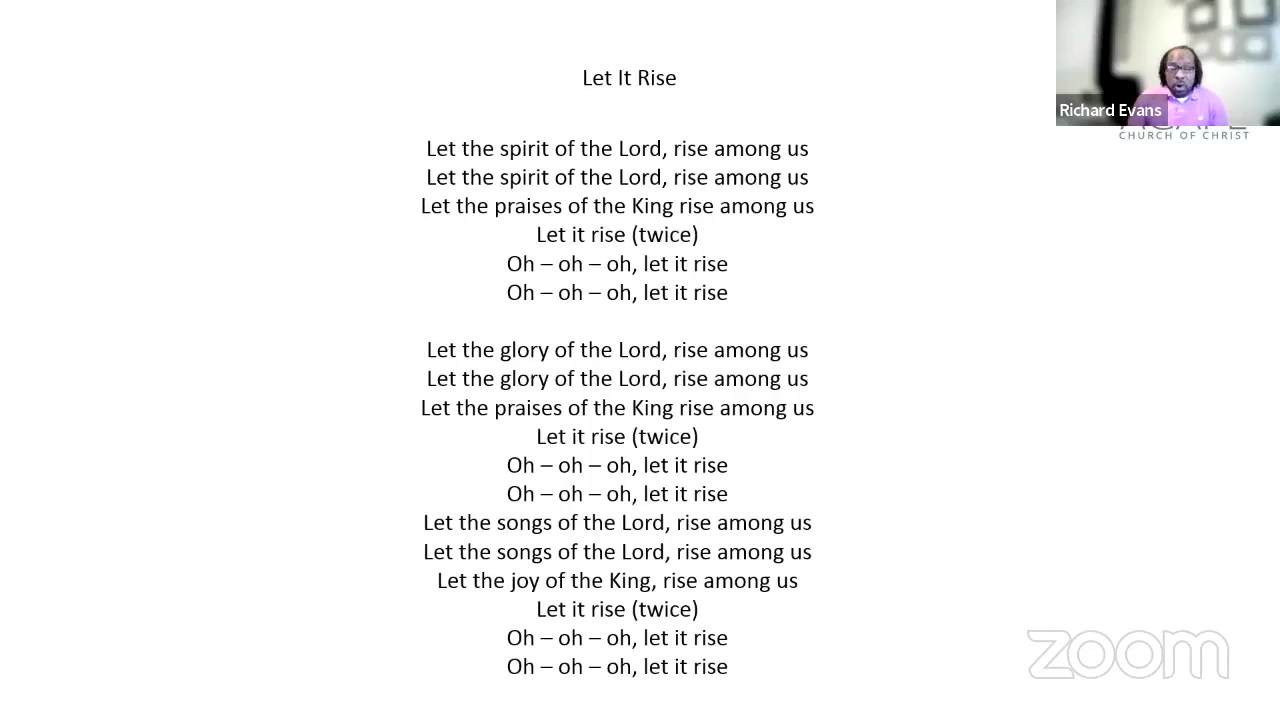 Let It Rise
Let the spirit of the Lord, rise among us
Let the spirit of the Lord, rise among us
Let the praises of the King rise among us
Let it rise (twice)
Oh – oh – oh, let it rise
Oh – oh – oh, let it rise
Let the glory of the Lord, rise among us
Let the glory of the Lord, rise among us
Let the praises of the King rise among us
Let it rise (twice)
Oh – oh – oh, let it rise
Oh – oh – oh, let it rise
Let the songs of the Lord, rise among us
Let the songs of the Lord, rise among us
Let the joy of the King, rise among us
Let it rise (twice)
Oh – oh – oh, let it rise
Oh – oh – oh, let it rise
Richard Evans
CHURCH OF CHRIST
zoom